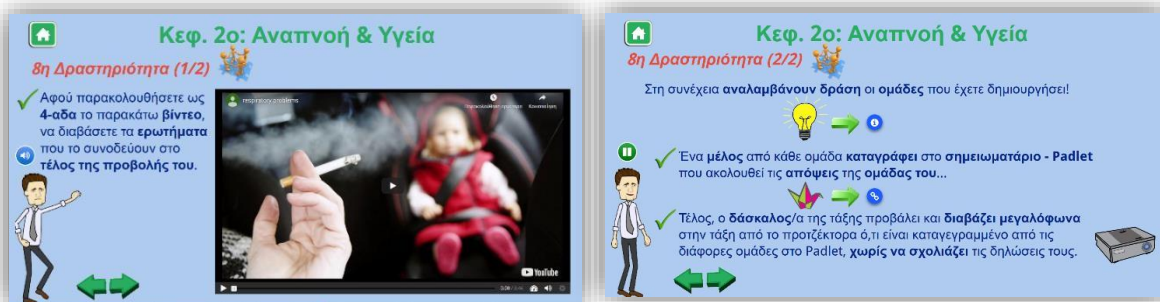 Κεφ. 2ο: Αναπνοή & Υγεία
8η Δραστηριότητα (1/2)
Αφού παρακολουθήσετε ως
4-αδα το παρακάτω βίντεο,
να διαβάσετε τα ερωτήματα
που το συνοδεύουν στο
τέλος της προβολής του.
respiratory problems
YouTube
Κεφ. 2ο: Αναπνοή & Υγεία
8η Δραστηριότητα (2/2)
Στη συνέχεια αναλαμβάνουν δράση οι ομάδες που έχετε δημιουργήσει!
Ένα μέλος από κάθε ομάδα καταγράφει στο σημειωματάριο - Padlet
που ακολουθεί τις απόψεις της ομάδας του...
Τέλος, ο δάσκαλος/α της τάξης προβάλει και διαβάζει μεγαλόφωνα
στην τάξη από το προτζέκτορα ό,τι είναι καταγεγραμμένο από τις
διάφορες ομάδες στο Padlet, χωρίς να σχολιάζει τις δηλώσεις τους.